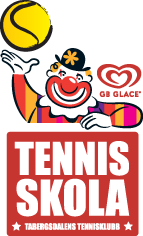 GB GLACE®
TENNIS
SKOLA
TABERGSDALENS TENNISKLUBB